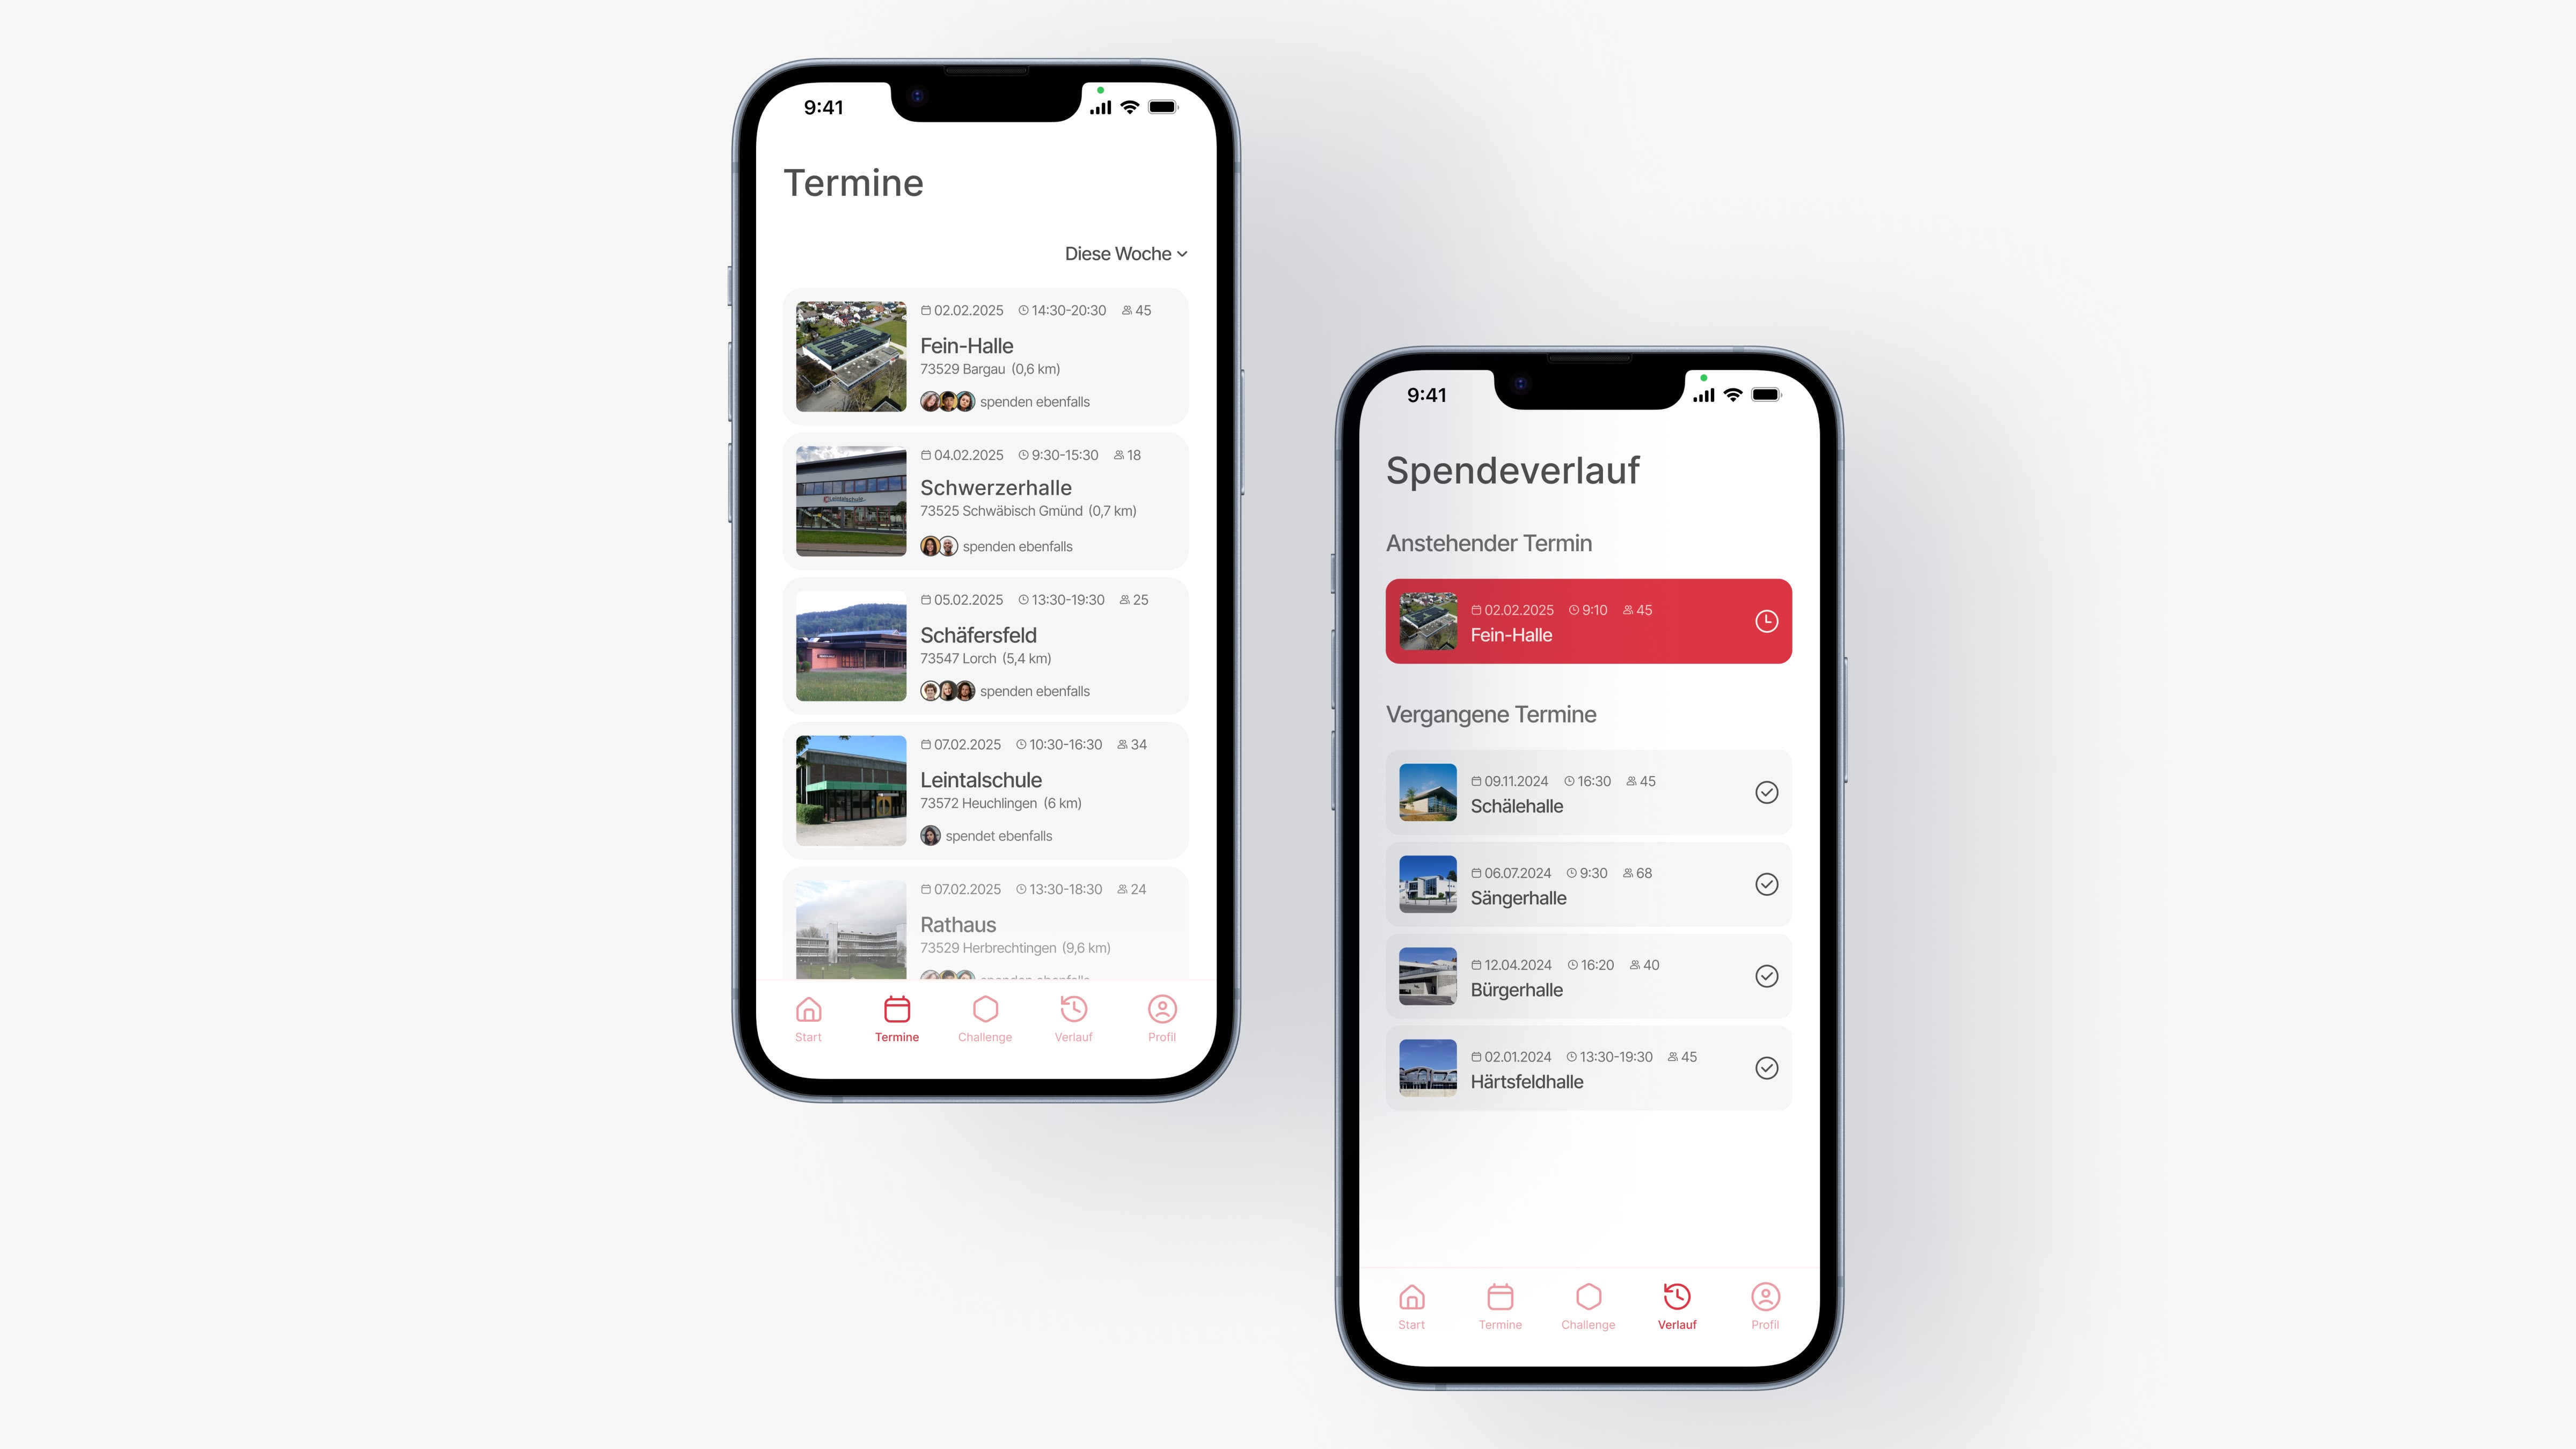 9:41
Termine
Diese Woche
02.02.2025 14:30-20:30 45
Fein-Halle
73529 Bargau (0,6 km)
spenden ebenfalls
04.02.2025 9:30-15:30 18
Schwerzerhalle
73525 Schwäbisch Gmünd (0,7 km)
spenden ebenfalls
Leintalschule
05.02.2025 13:30-19:30 25
Schäfersfeld
73547 Lorch (5,4 km)
spenden ebenfalls
07.02.2025 10:30-16:30 34
Leintalschule
73572 Heuchlingen (6 km)
spendet ebenfalls
07.02.2025 13:30-18:30 24
Rathaus
73529 Herbrechtingen (9,6 km)
spenden ebenfalls
Start Termine Challenge Verlauf Profil
9:41
Spendeverlauf
Anstehender Termin
02.02.2025 9:10 45
Fein-Halle
Vergangene Termine
09.11.2024 16:30 45
Schälehalle
06.07.2024 9:30 68
Sängerhalle
12.04.2024 16:20 40
Bürgerhalle
02.01.2024 13:30-19:30 45
Härtsfeldhalle
Start Termine Challenge Verlauf Profil